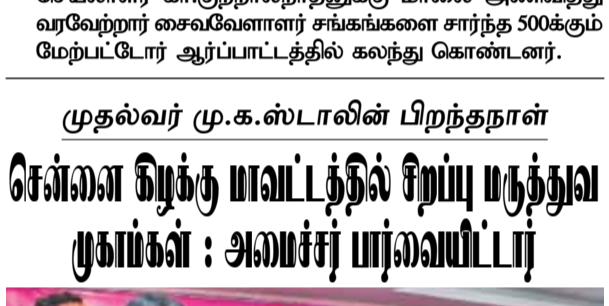 வரவேற்றார் சைவவேளாளர் சங்கங்களை சார்ந்த 500க்கும்
மேற்பட்டோர் ஆர்ப்பாட்டத்தில் கலந்து கொண்டனர்.
முதல்வர் மு.க.ஸ்டாலின் பிறந்தநாள்
சென்னை கிழக்கு மாவட்டத்தில் சிறப்பு மருத்துவ
முகாம்கள் : அமைச்சர் பார்வையிட்டார்